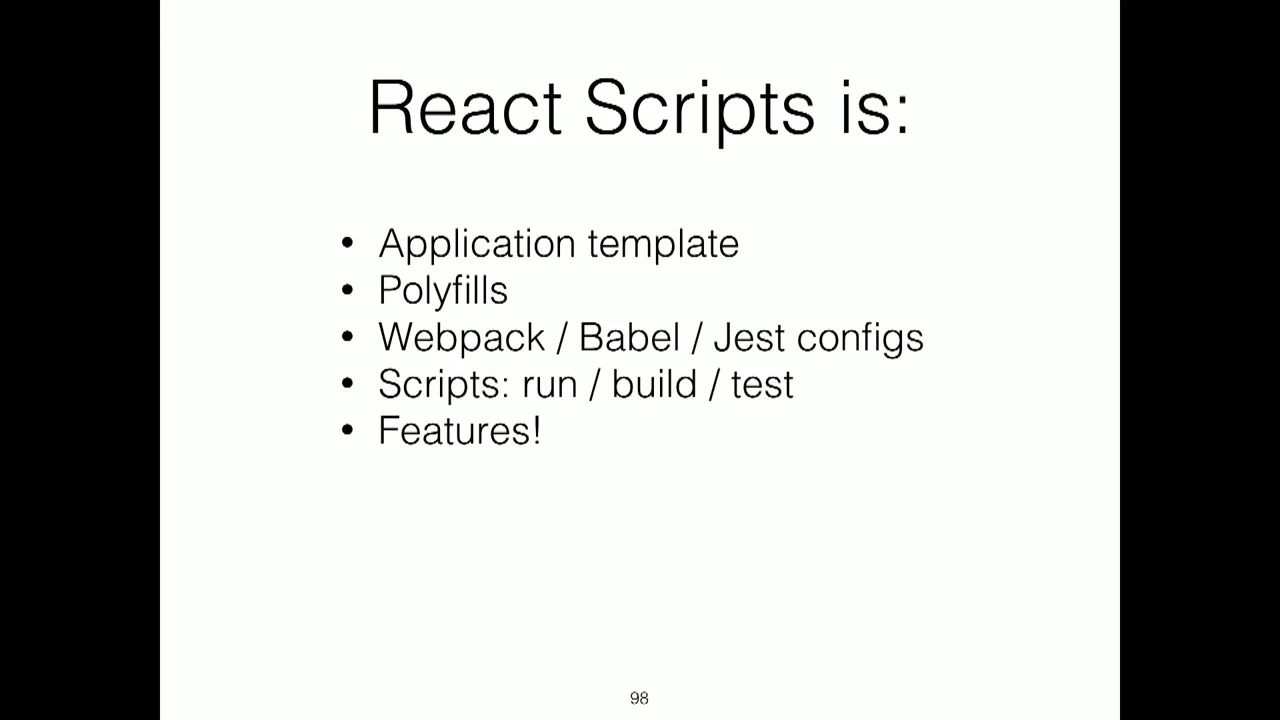 React Scripts is:
• Application template
• Polyfills
• Webpack / Babel / Jest configs
• Scripts: run / build / test
• Features!
98